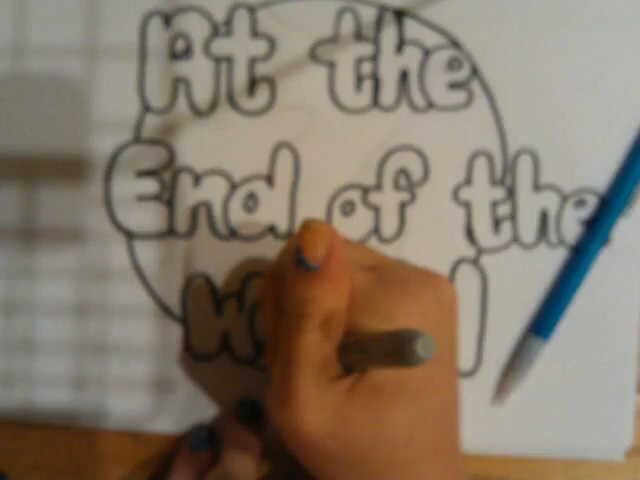 At the
End of the